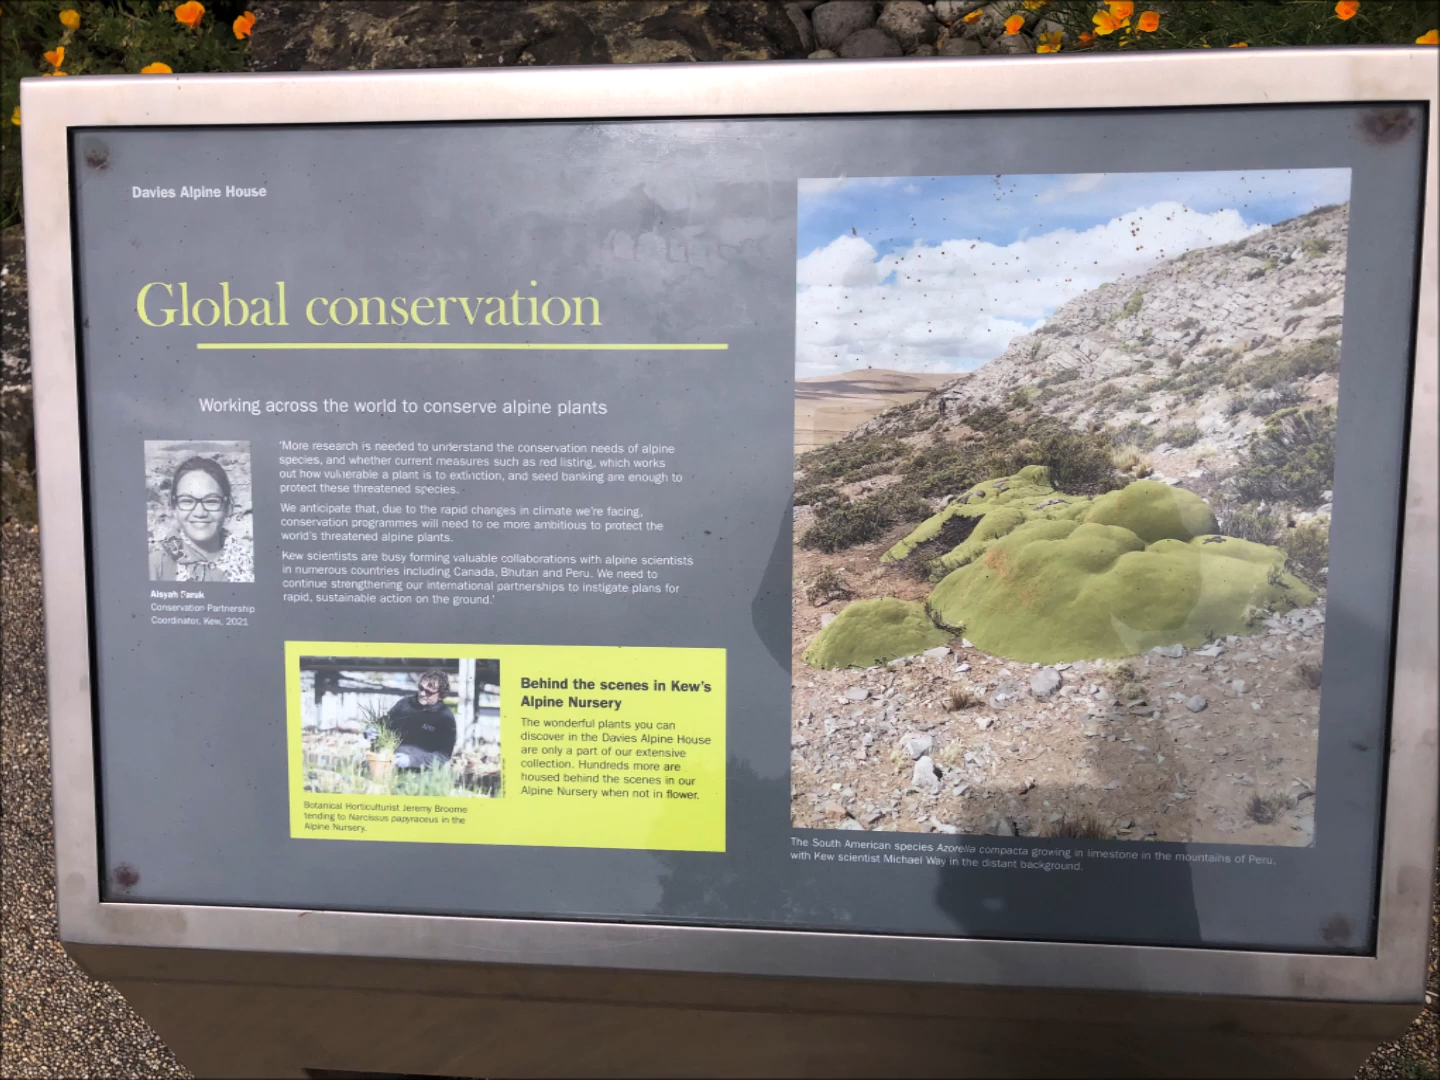 Davies Alpine House
Global conservation
Working across the world to conserve alpine plants
'More research is needed to understand the conservation needs of alpine
species, and whether current measures such as red listing, which works
out how vulnerable a plant is to extinction, and seed banking are enough to
protect these threatened species.
We anticipate that, due to the rapid changes in climate we're facing,
conservation programmes will need to be more ambitious to protect the
world's threatened alpine plants.
Kew scientists are busy forming valuable collaborations with alpine scientists
in numerous countries including Canada, Bhutan and Peru. We need to
continue strengthening our international partnerships to instigate plans for
rapid, sustainable action on the ground.'
Aisyah Faruk
Conservation Partnership
Coordinator, Kew, 2021
Behind the scenes in Kew's
Alpine Nursery
The wonderful plants you can
discover in the Davies Alpine House
are only a part of our extensive
collection. Hundreds more are
housed behind the scenes in our
Alpine Nursery when not in flower.
Botanical Horticulturist Jeremy Broome
tending to Narcissus papyraceus in the
Alpine Nursery.
The South American species Azorella compacta growing in limestone in the mountains of Peru,
with Kew scientist Michael Way in the distant background.